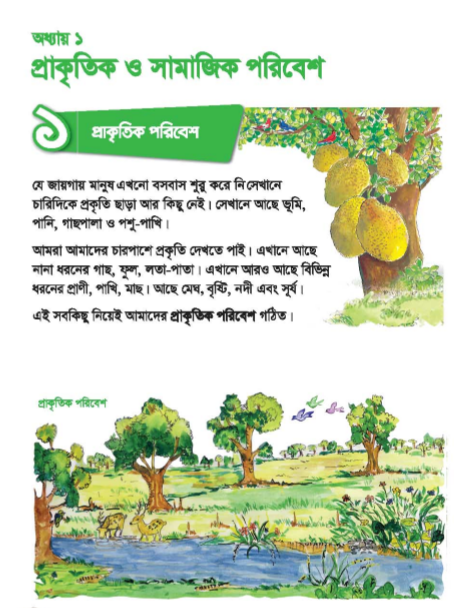 অধ্যায় ১
প্রাকৃতিক ও সামাজিক পরিবেশ
১
প্রাকৃতিক পরিবেশ
যে জায়গায় মানুষ এখনো বসবাস শুরু করে নি সেখানে
চারিদিকে প্রকৃতি ছাড়া আর কিছু নেই। সেখানে আছে ভূমি,
পানি, গাছপালা ও পশু-পাখি।
আমরা আমাদের চারপাশে প্রকৃতি দেখতে পাই। এখানে আছে
নানা ধরনের গাছ, ফুল, লতা-পাতা। এখানে আরও আছে বিভিন্ন
ধরনের প্রাণী, পাখি, মাছ। আছে মেঘ, বৃষ্টি, নদী এবং সূর্য।
এই সবকিছু নিয়েই আমাদের প্রাকৃতিক পরিবেশ গঠিত।
প্রাকৃতিক পরিবেশ